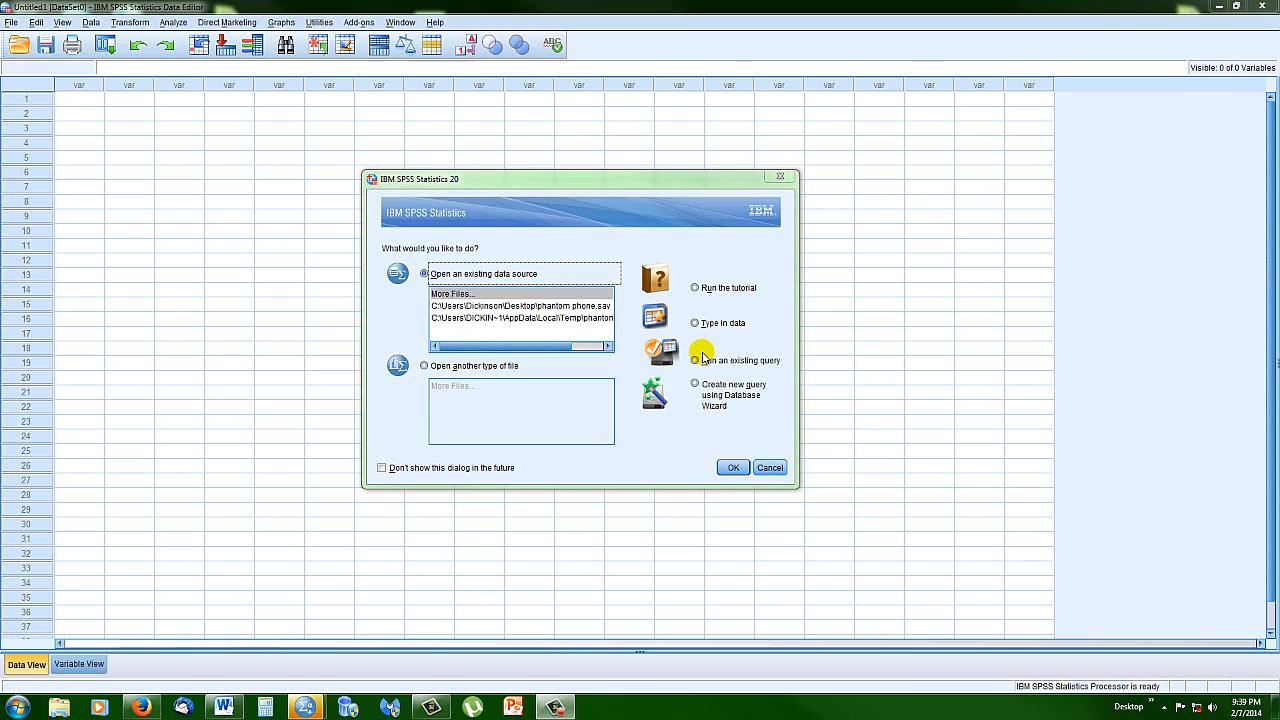 Untitled1 [DataSet0] - IBM SPSS Statistics Data Editor
File Edit View Data Transform Analyze Direct Marketing Graphs Utilities Add-ons Window Help
Visible: 0 of 0 Variables
var var var var var var var var var var var var var var var var var var var var
1
2
3
4
5
6
7
8
9
10
11
12
13
14
15
16
17
18
19
20
21
22
23
24
25
26
27
28
29
30
31
32
33
34
35
36
37
IBM SPSS Statistics 20
IBM SPSS Statistics
IBM
What would you like to do?
Open an existing data source
More Files...
C:\Users\Dickinson\Desktop\phantom phone.sav
C:\Users\DICKIN~1\AppData\Local\Temp\phanton
Open another type of file
More Files...
Run the tutorial
Type in data
an existing query
Create new query
using Database
Wizard
Don't show this dialog in the future
OK Cancel
Data View Variable View
IBM SPSS Statistics Processor is ready
Desktop
9:39 PM
2/7/2014